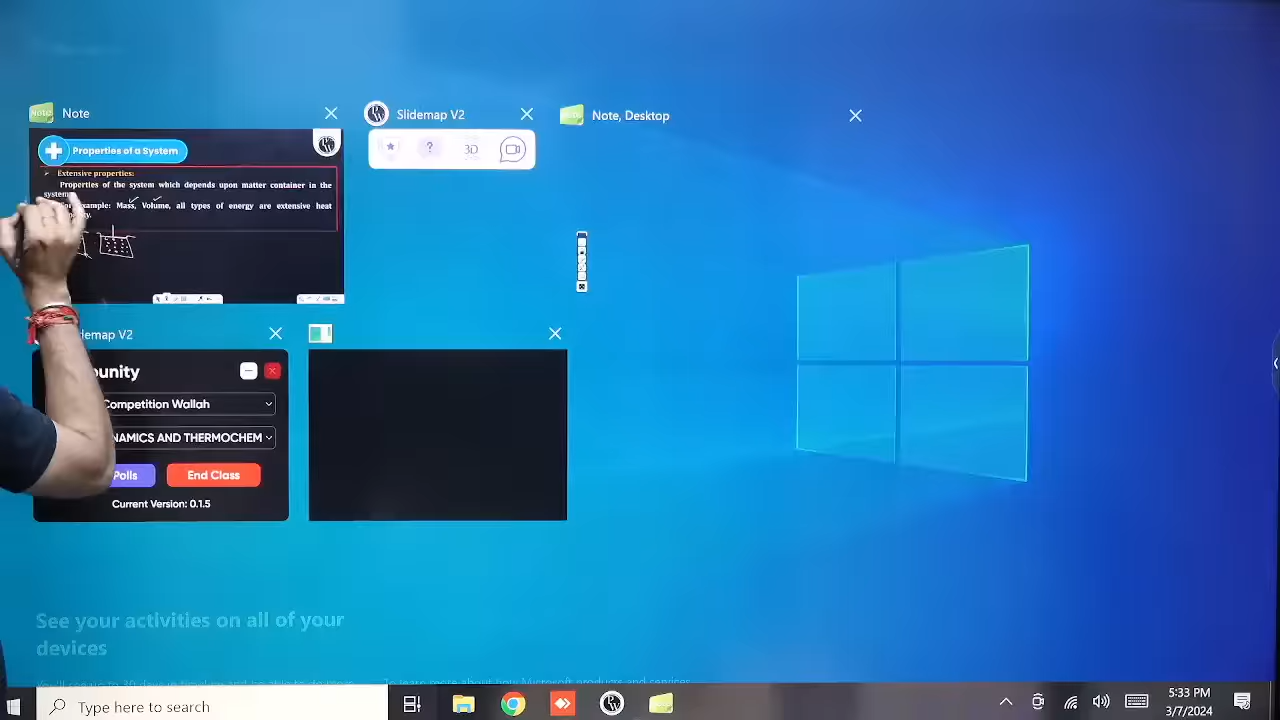 Note
Slidemap V2
Note, Desktop
Properties of a System
Extensive properties:
Properties of the system which depends upon matter container in the
system
example: Mass, Volume, all types of energy are extensive heat
3D
?
demap V2
unity
Competition Wallah
NAMICS AND THERMOCHEM
Polls
End Class
Current Version: 0.1.5
See your activities on all of your
devices
Type here to search
5:33 PM
3/7/2024